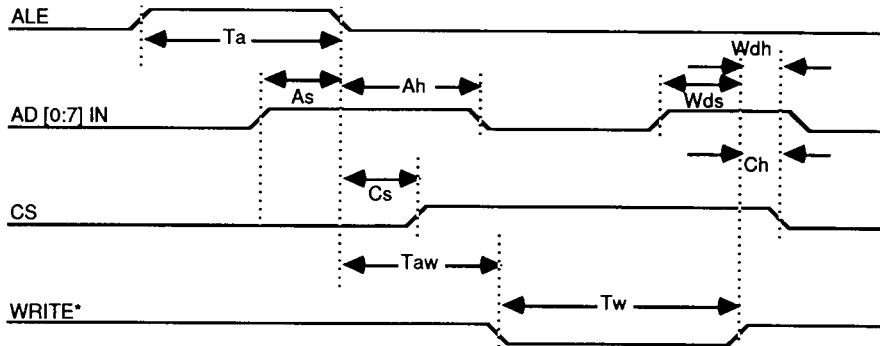 ALE
Ta
Wdh
As
Ah
Wds
AD [0:7] IN
Cs
Ch
CS
Taw
Tw
WRITE*